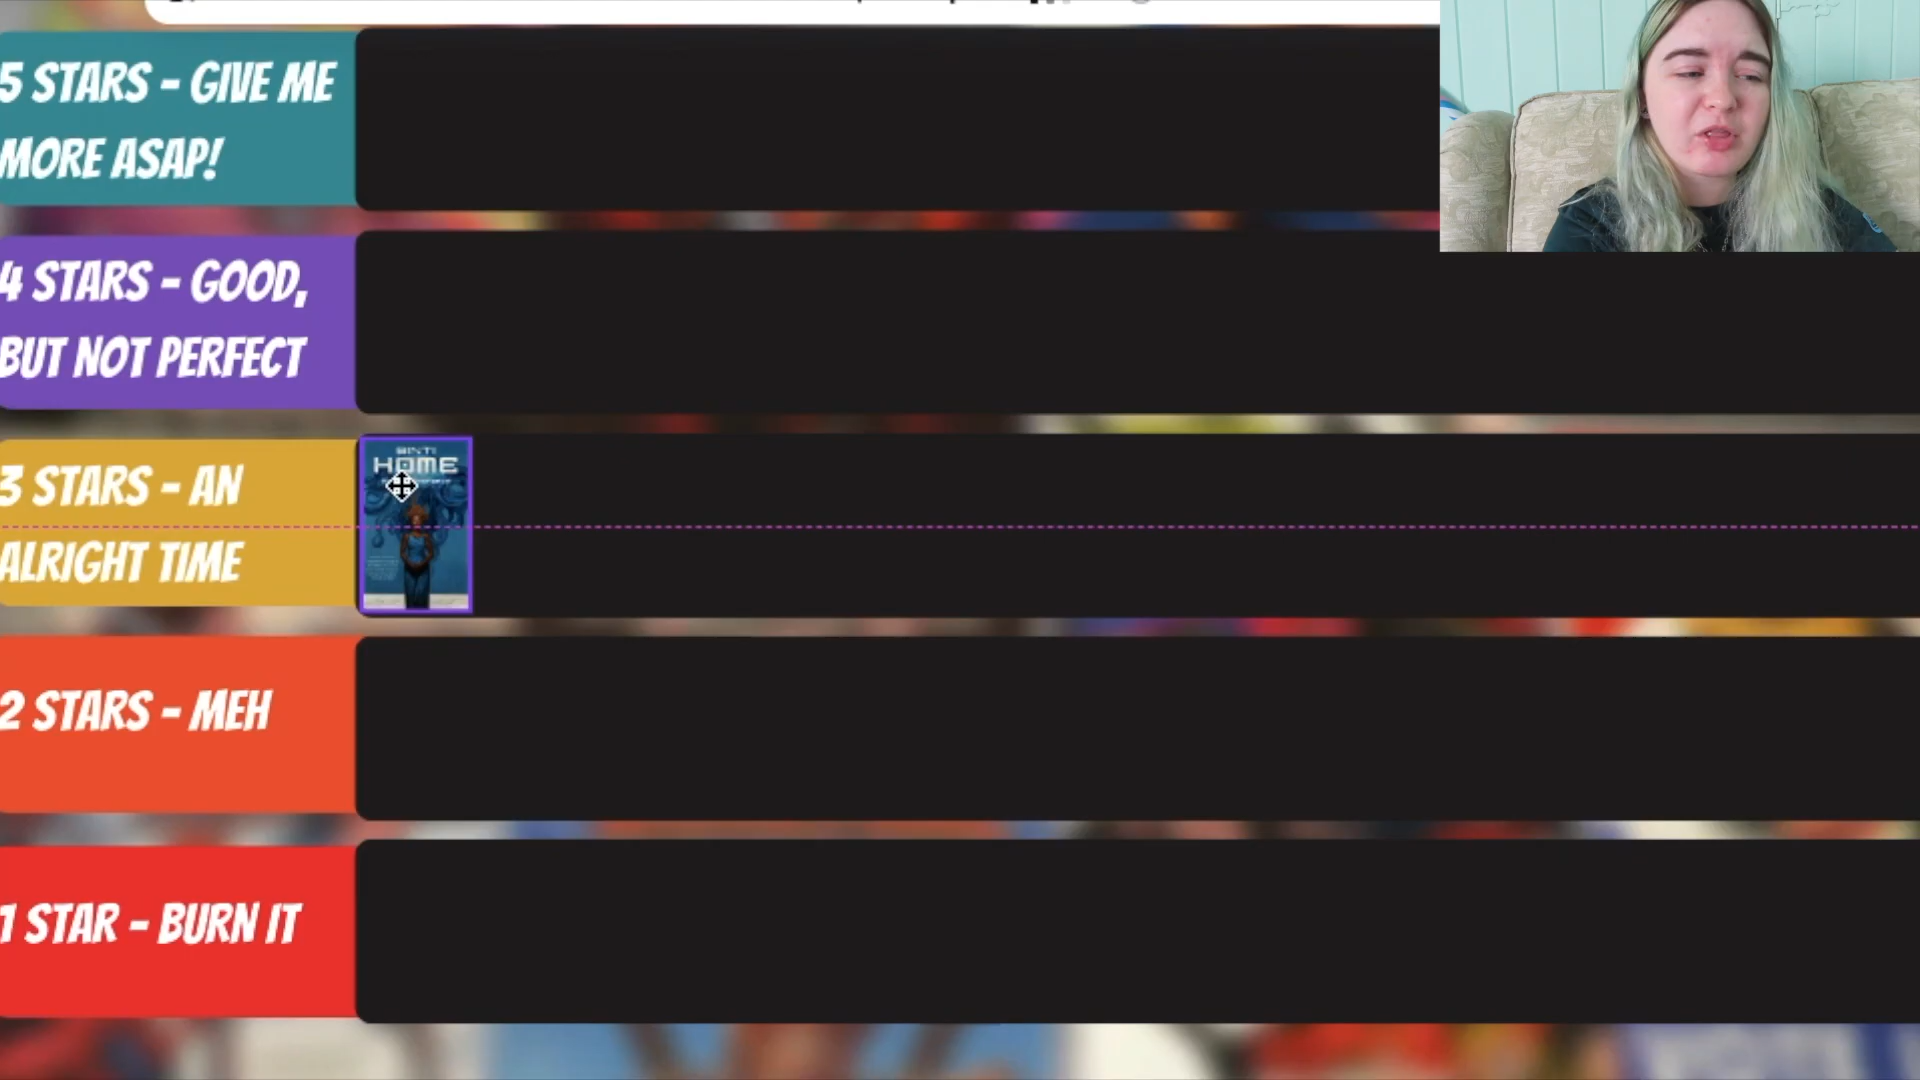 5 STARS - GIVE ME
MORE ASAP!
4 STARS - GOOD,
BUT NOT PERFECT
3 STARS - AN
ALRIGHT TIME
BINTI
HOME
2 STARS - MEH
1 STAR - BURN IT